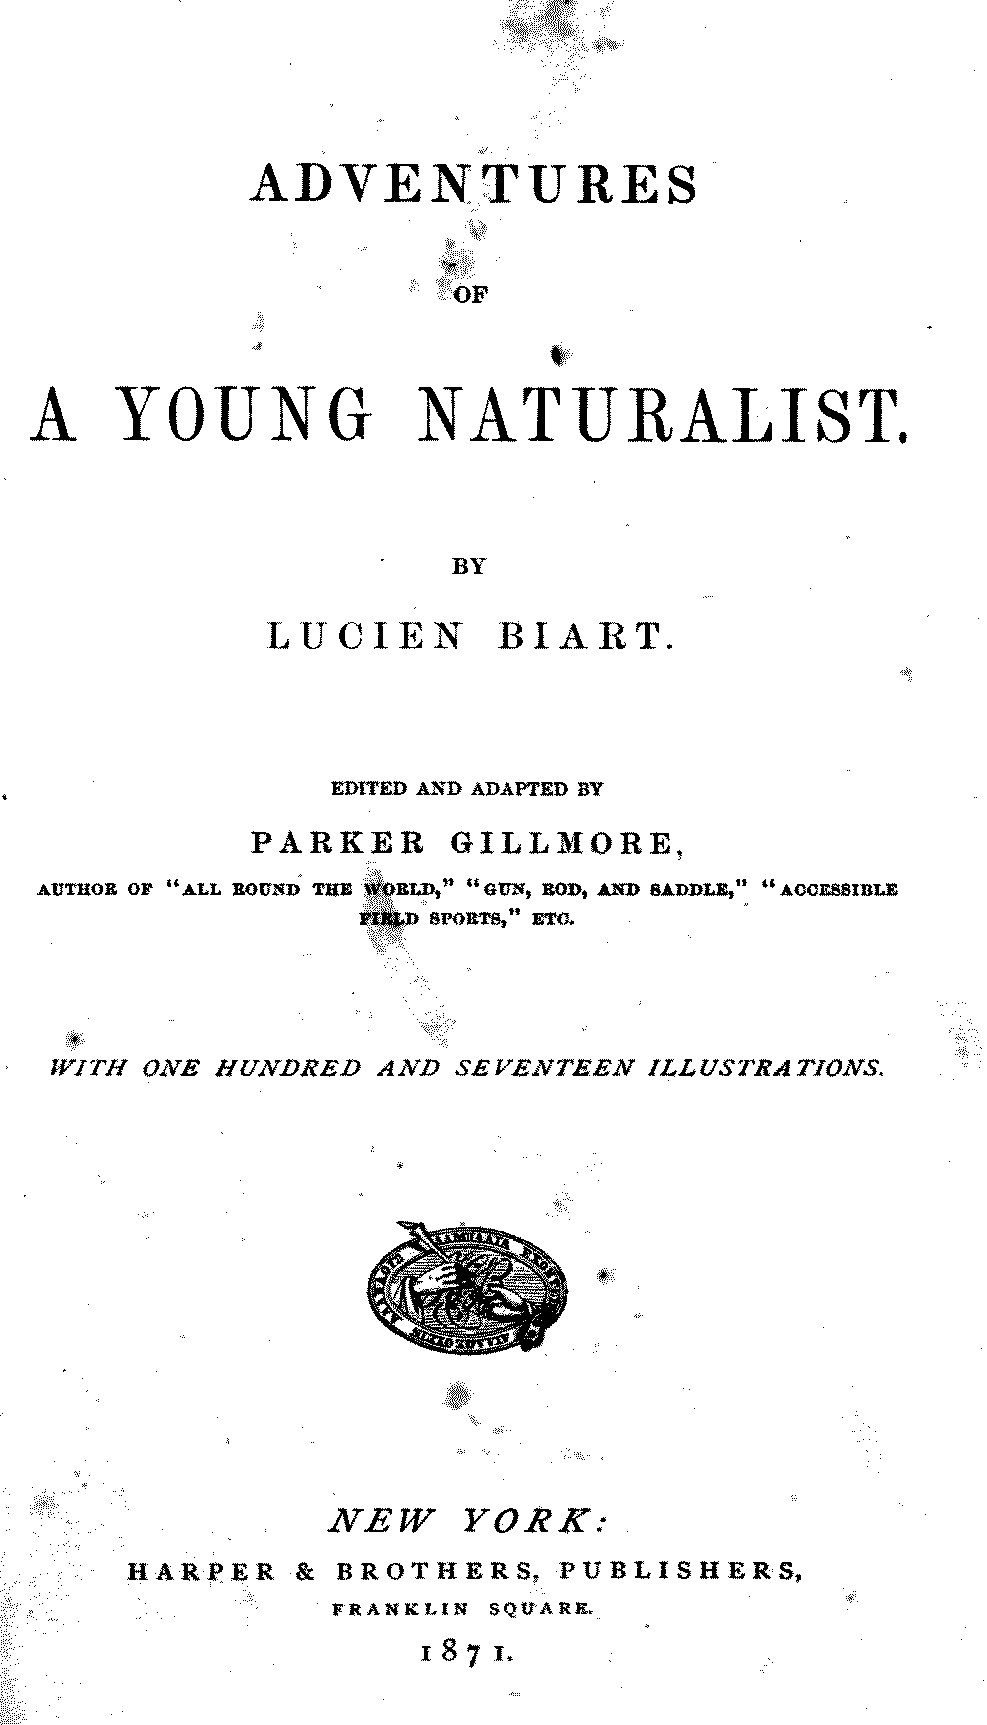 ADVENTURES
OF
A YOUNG NATURALIST.
BY
LUCIEN BIART.
EDITED AND ADAPTED BY
PARKER GILLMORE,
AUTHOR OF “ALL ROUND THE WORLD,” “GUN, ROD, AND SADDLE,” “ACCESSIBLE
FIELD SPORTS,” ETC.
WITH ONE HUNDRED AND SEVENTEEN ILLUSTRATIONS.
NEW YORK:
HARPER & BROTHERS, PUBLISHERS,
FRANKLIN SQUARE.
1871.